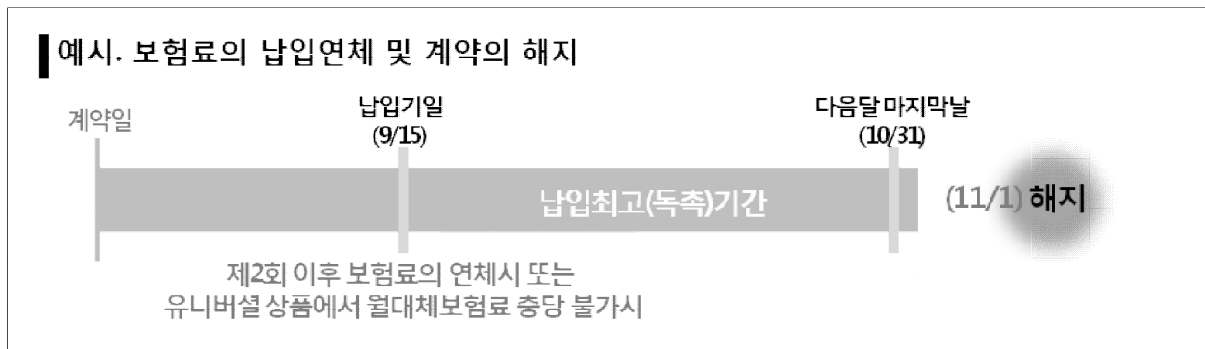 예시. 보험료의 납입연체 및 계약의 해지
계약일
납입기일
(9/15)
다음달 마지막날
(10/31)
납입최고(독촉)기간
(11/1) 해지
제2회 이후 보험료의 연체시 또는
유니버셜 상품에서 월대체보험료 충당 불가시